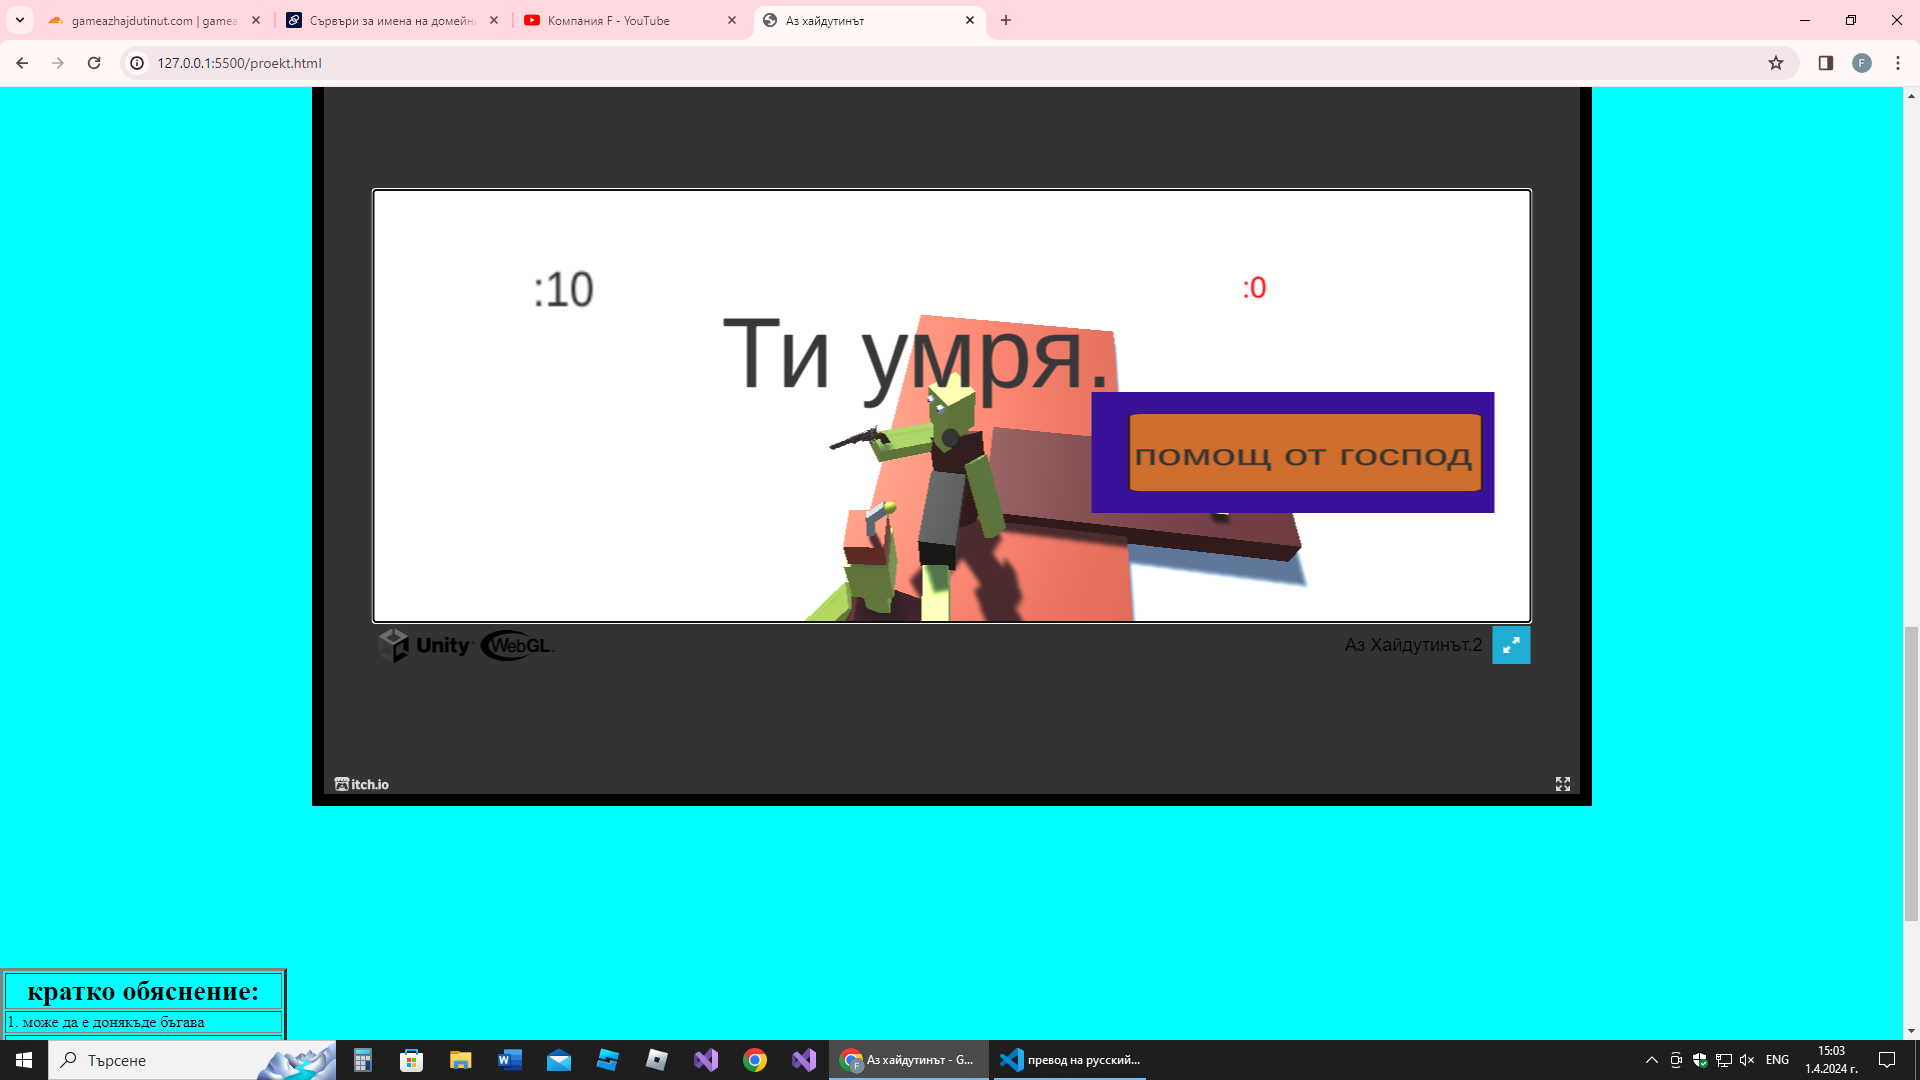 gameazhajdutinut.com | gamea
Сървъри за имена на домейн
Компания F - YouTube
Аз хайдутинът
127.0.0.1:5500/proekt.html
F
:10
:0
Ти умря.
помощ от господ
Unity
WebGL
Аз Хайдутинът.2
itch.io
кратко обяснение:
1. може да е донякъде бъгава
Търсене
Аз хайдутинът - G...
превод на русский...
ENG
15:03
1.4.2024 г.